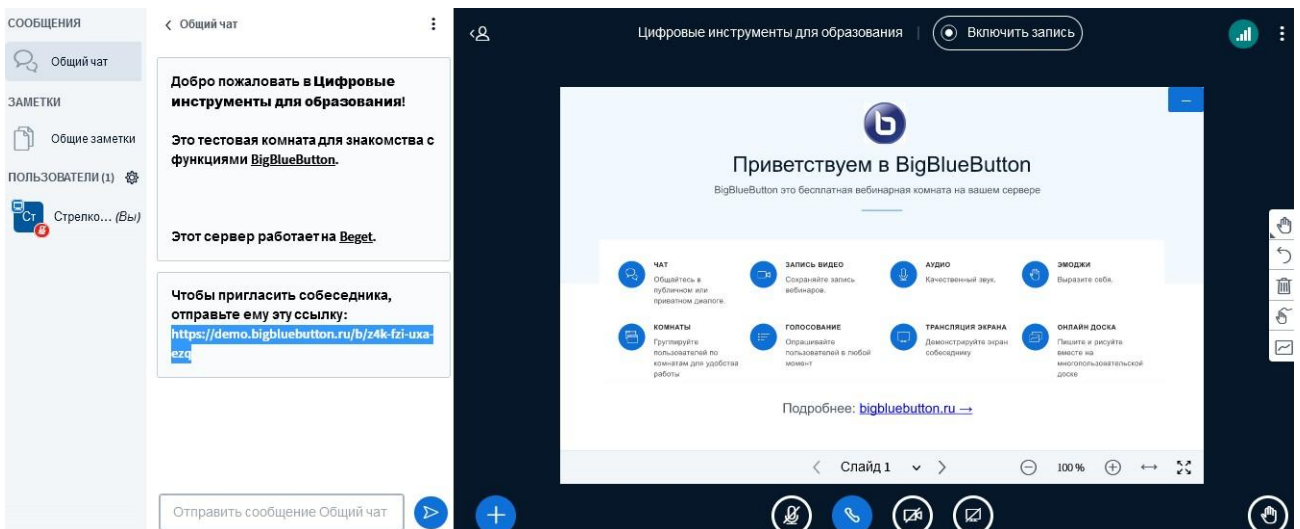 СООБЩЕНИЯ
Общий чат
ЗАМЕТКИ
Общие заметки
ПОЛЬЗОВАТЕЛИ (1)
Ст
Стрелко... (Вы)
Общий чат
Добро пожаловать в Цифровые
инструменты для образования!
Это тестовая комната для знакомства с
функциями BigBlueButton.
Этот сервер работает на Beget.
Чтобы пригласить собеседника,
отправьте ему эту ссылку:
https://demo.bigbluebutton.ru/b/z4k-fzi-uxa-
ezq
Отправить сообщение Общий чат
Цифровые инструменты для образования
Включить запись
b
Приветствуем в BigBlueButton
BigBlueButton это бесплатная вебинарная комната на вашем сервере
ЧАТ
Общайтесь в
публичном или
приватном диалоге.
ЗАПИСЬ ВИДЕО
Сохраняйте запись
вебинаров.
АУДИО
Качественный звук.
ЭМОДЖИ
Выразите себя.
КОМНАТЫ
Группируйте
пользователей по
комнатам для удобства
работы
ГОЛОСОВАНИЕ
Опрашивайте
пользователей в любой
момент
ТРАНСЛЯЦИЯ ЭКРАНА
Демонстрируйте экран
собеседнику
ОНЛАЙН ДОСКА
Пишите и рисуйте
вместе на
многопользовательской
доске
Подробнее: bigbluebutton.ru →
Слайд 1
100 %